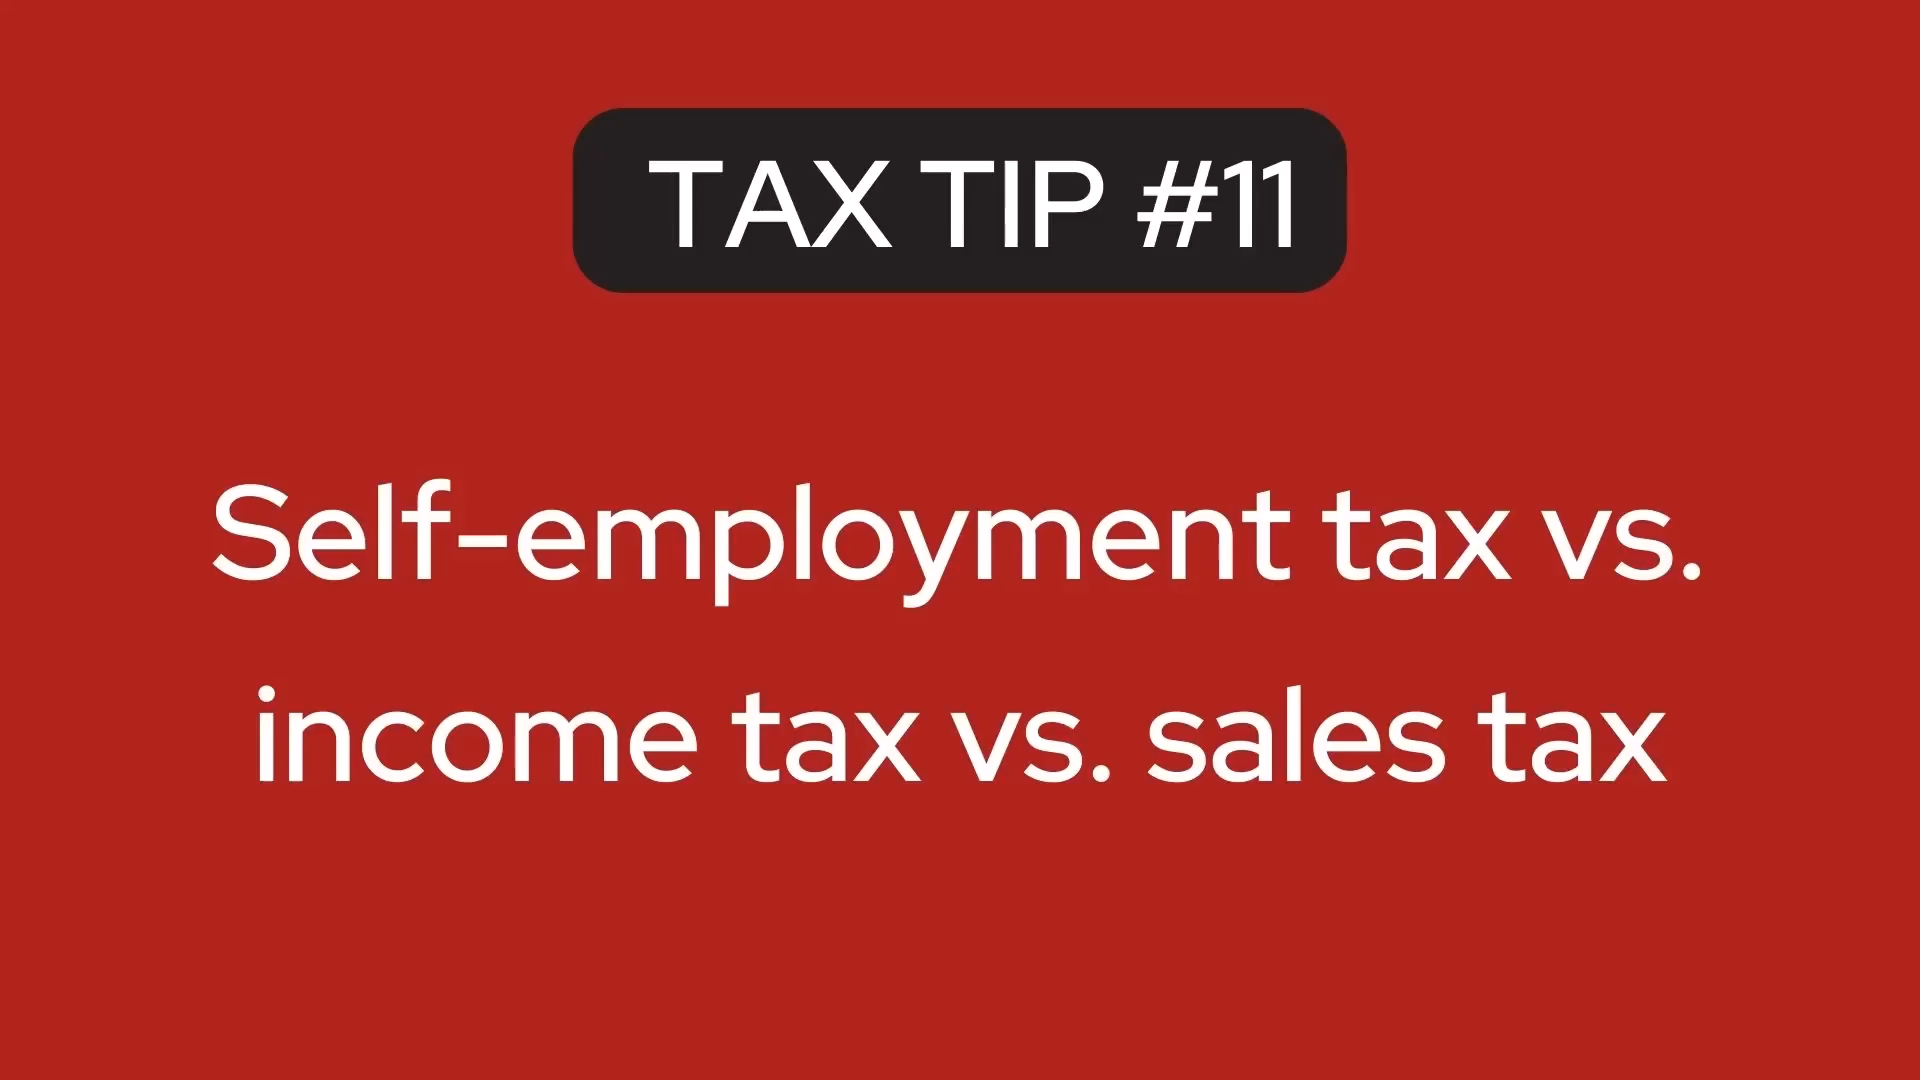 TAX TIP #11
Self-employment tax vs.
income tax vs. sales tax